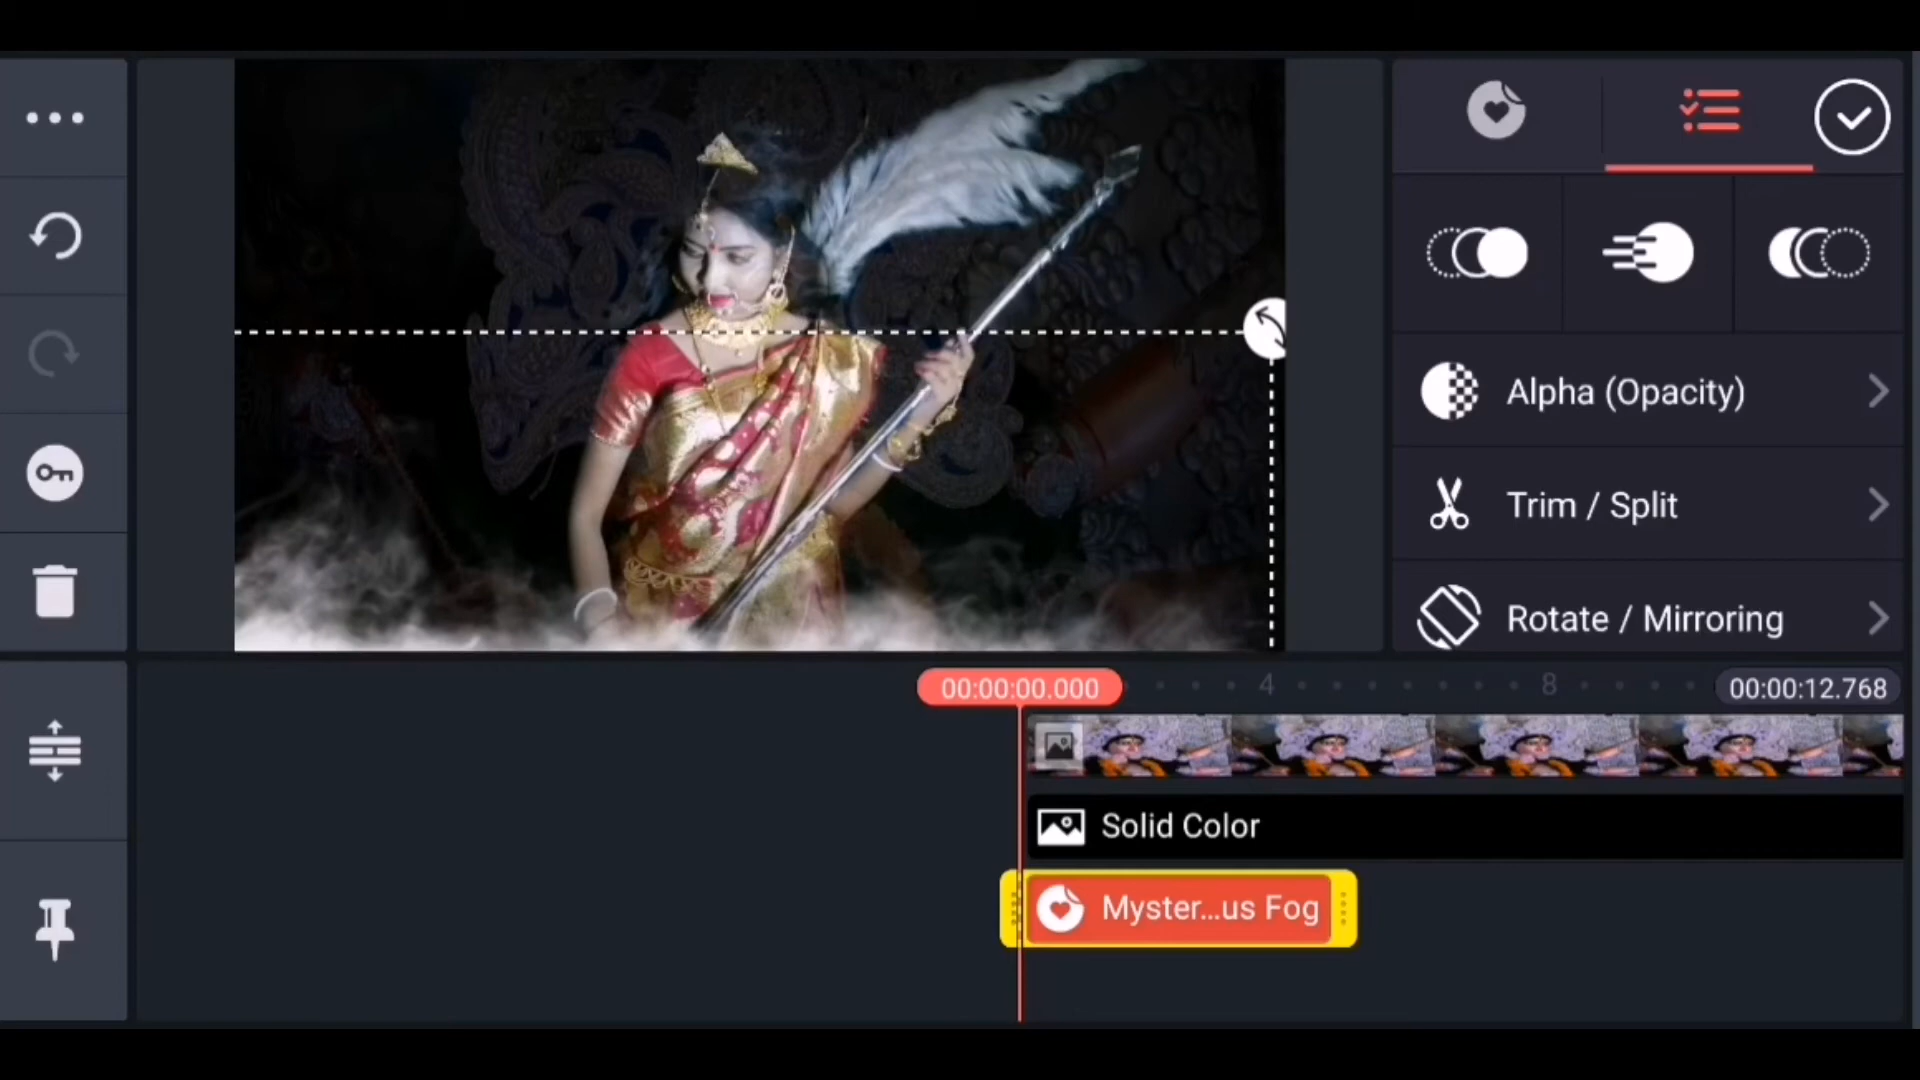 Alpha (Opacity)
Trim / Split
Rotate / Mirroring
00:00:00.000
4
8
00:00:12.768
Solid Color
Myster...us Fog